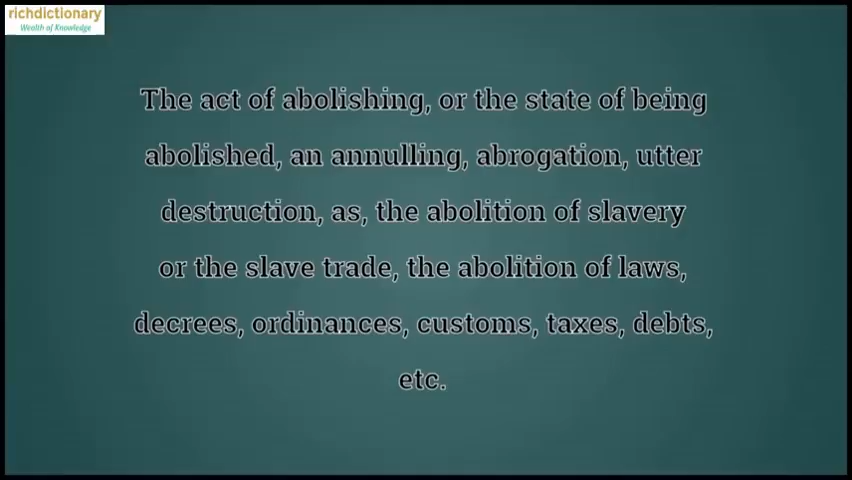 richdictionary
Wealth of Knowledge
The act of abolishing, or the state of being
abolished, an annulling, abrogation, utter
destruction, as, the abolition of slavery
or the slave trade, the abolition of laws,
decrees, ordinances, customs, taxes, debts,
etc.